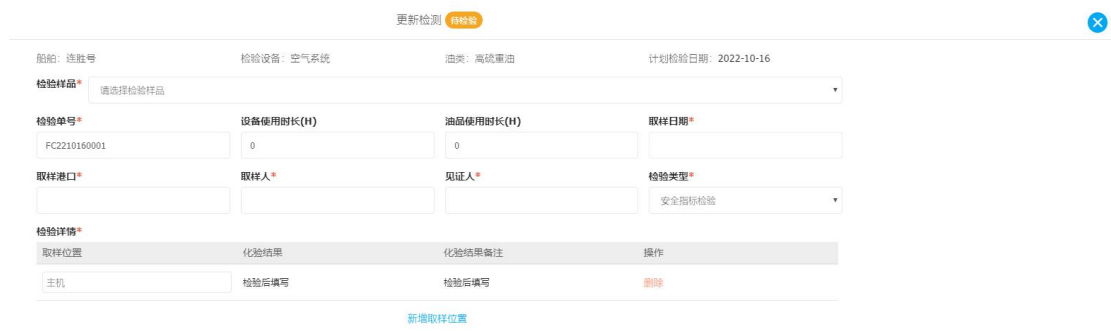 更新检测 待检验
船舶：连胜号 检验设备：空气系统 油类：高硫重油 计划检验日期：2022-10-16
检验样品* 请选择检验样品
检验单号* 设备使用时长(H) 油品使用时长(H) 取样日期*
FC2210160001 0 0
取样港口* 取样人* 见证人* 检验类型*
安全指标检验
检验详情*
取样位置 化验结果 化验结果备注 操作
主机 检验后填写 检验后填写 删除
新增取样位置